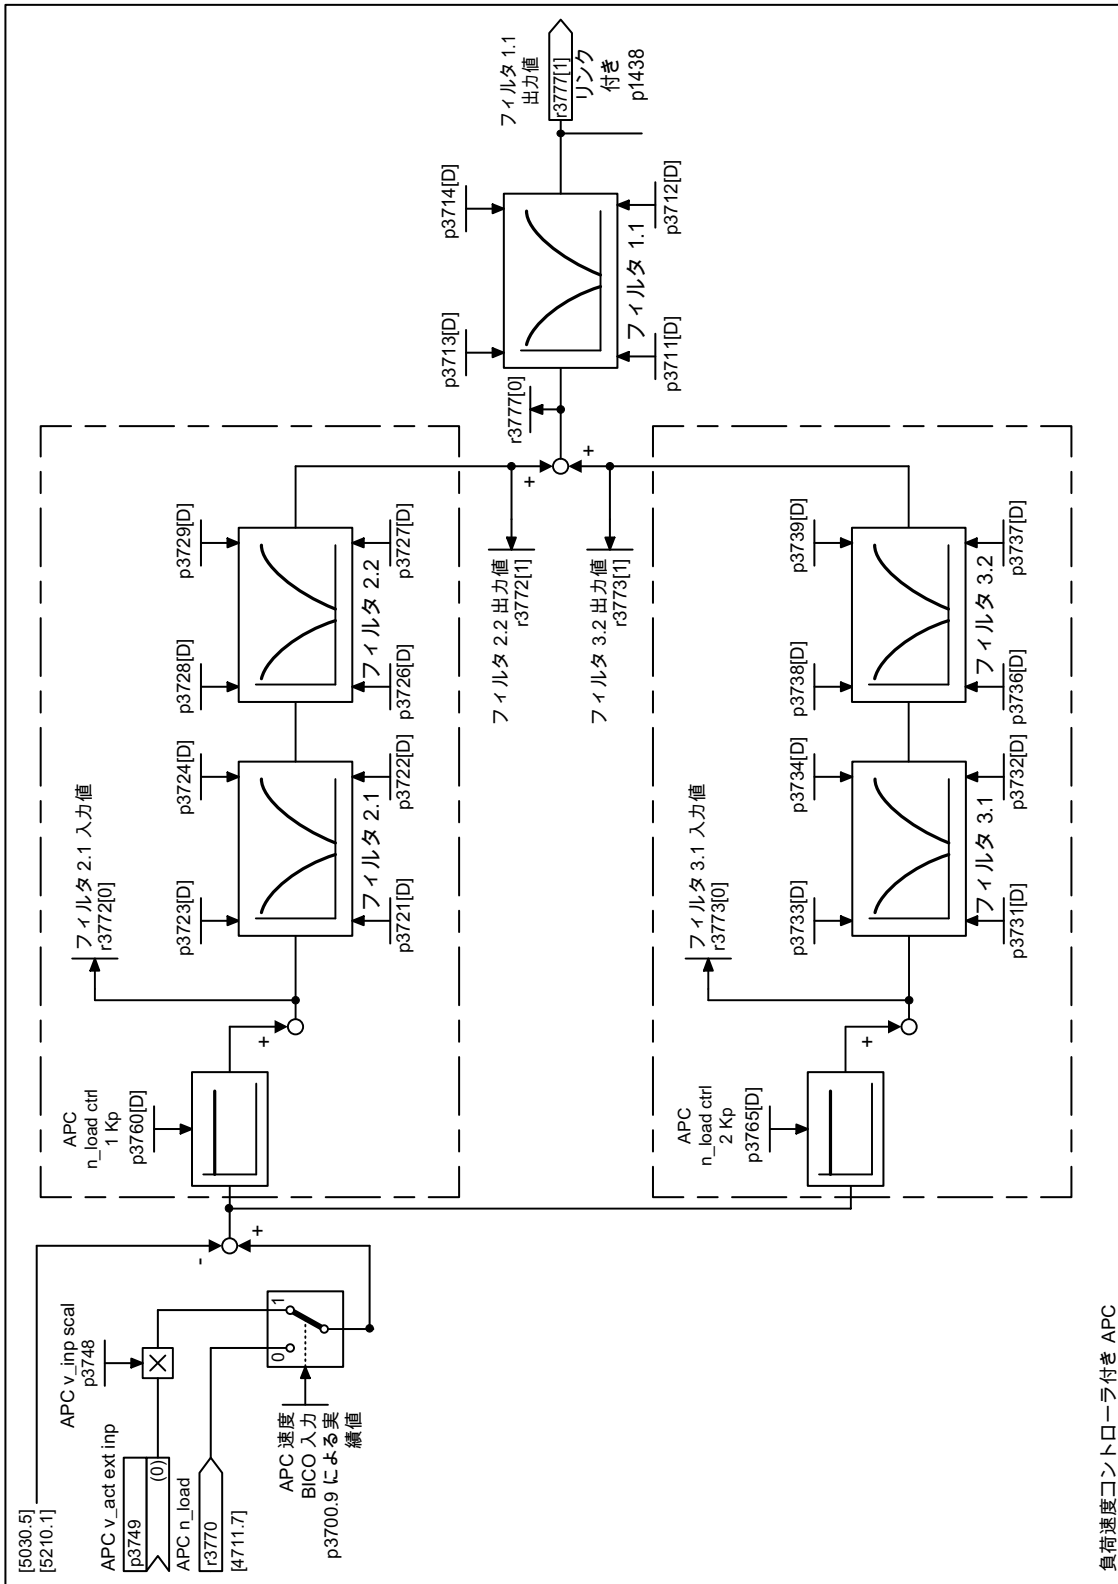 [5030.5]
[5210.1]
APC v_act ext inp
p3749
(0)
APC v_inp scal
p3748
APC n_load
r3770
[4711.7]
0
1
APC 速度
BICO 入力
p3700.9 による実
績値
-
+
APC
n_load ctrl
1 Kp
p3760[D]
+
フィルタ 2.1 入力値
r3772[0]
p3723[D]
p3724[D]
p3721[D]
p3722[D]
フィルタ 2.1
p3728[D]
p3729[D]
p3726[D]
p3727[D]
フィルタ 2.2
フィルタ 2.2 出力値
r3772[1]
+
APC
n_load ctrl
2 Kp
p3765[D]
+
フィルタ 3.1 入力値
r3773[0]
p3733[D]
p3734[D]
p3731[D]
p3732[D]
フィルタ 3.1
p3738[D]
p3739[D]
p3736[D]
p3737[D]
フィルタ 3.2
フィルタ 3.2 出力値
r3773[1]
+
r3777[0]
p3713[D]
p3714[D]
p3711[D]
p3712[D]
フィルタ 1.1
フィルタ 1.1
出力値
r3777[1]
リンク
付き
p1438
負荷速度コントローラ付き APC